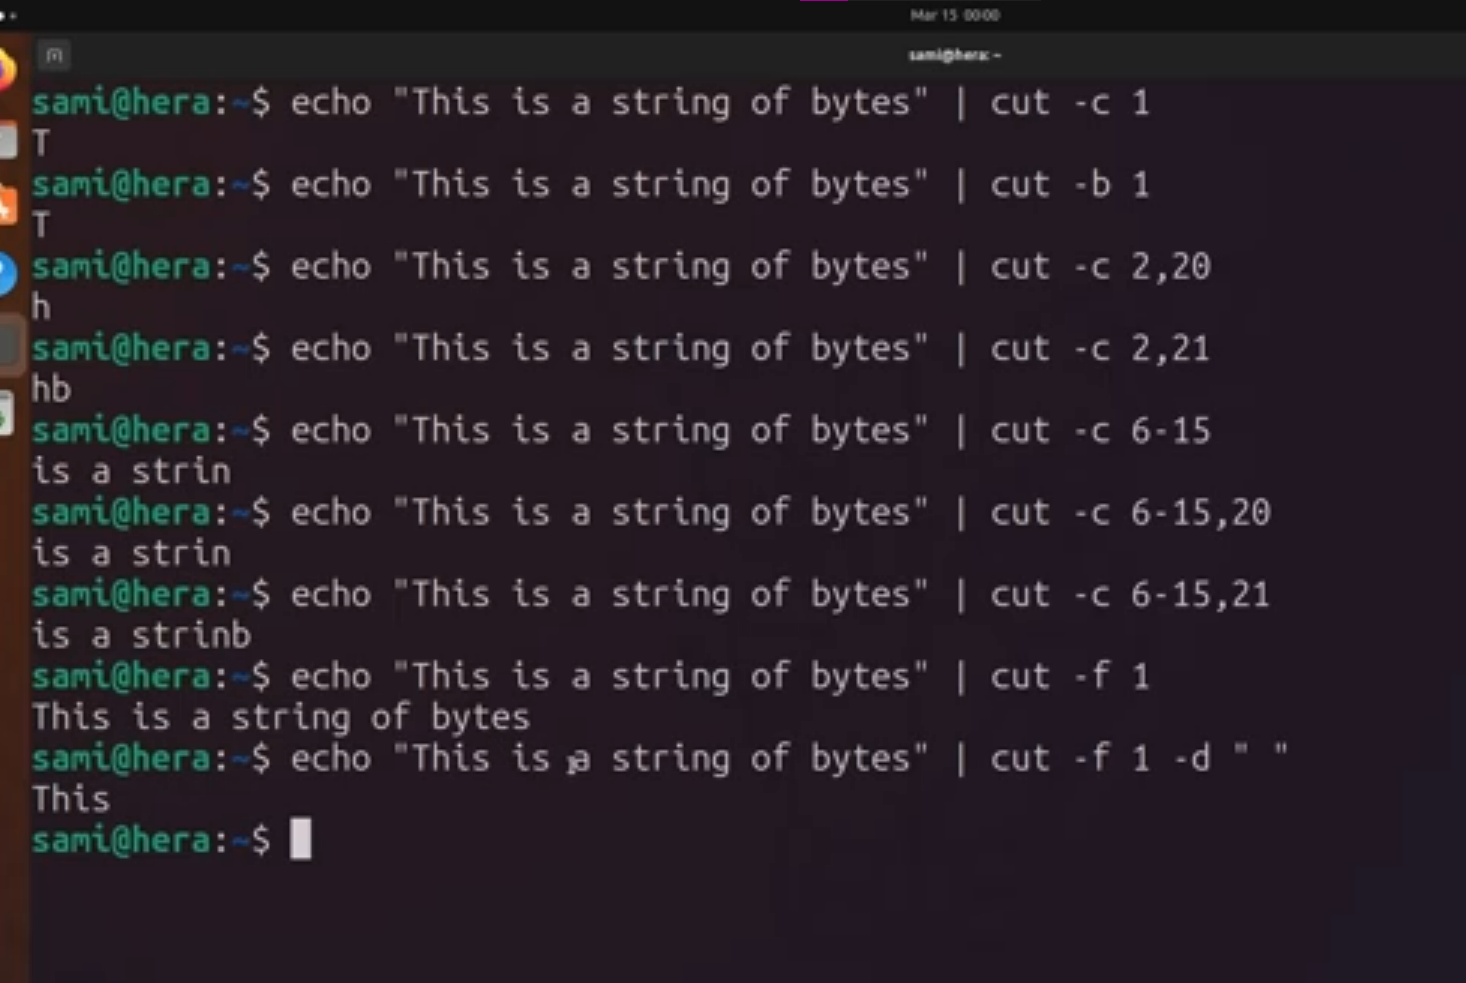 Mar 15 00:00
sami@hera: ~
sami@hera:~$ echo "This is a string of bytes" | cut -c 1
T
sami@hera:~$ echo "This is a string of bytes" | cut -b 1
T
sami@hera:~$ echo "This is a string of bytes" | cut -c 2,20
h
sami@hera:~$ echo "This is a string of bytes" | cut -c 2,21
hb
sami@hera:~$ echo "This is a string of bytes" | cut -c 6-15
is a strin
sami@hera:~$ echo "This is a string of bytes" | cut -c 6-15,20
is a strin
sami@hera:~$ echo "This is a string of bytes" | cut -c 6-15,21
is a strinb
sami@hera:~$ echo "This is a string of bytes" | cut -f 1
This is a string of bytes
sami@hera:~$ echo "This is a string of bytes" | cut -f 1 -d " "
This
sami@hera:~$